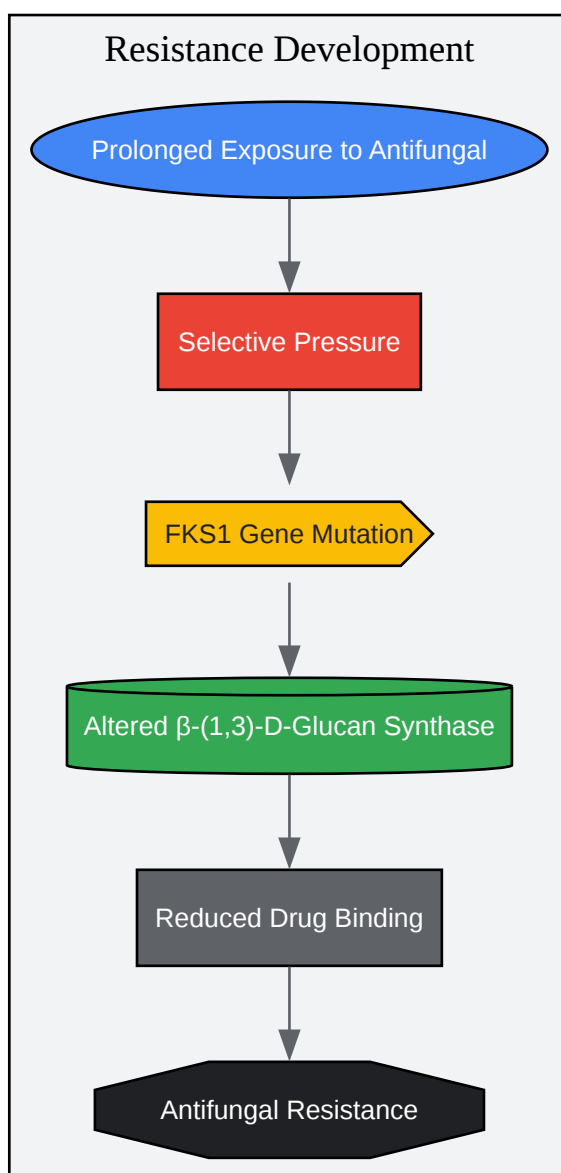 Resistance Development
Prolonged Exposure to Antifungal
Selective Pressure
FKS1 Gene Mutation
Altered β-(1,3)-D-Glucan Synthase
Reduced Drug Binding
Antifungal Resistance